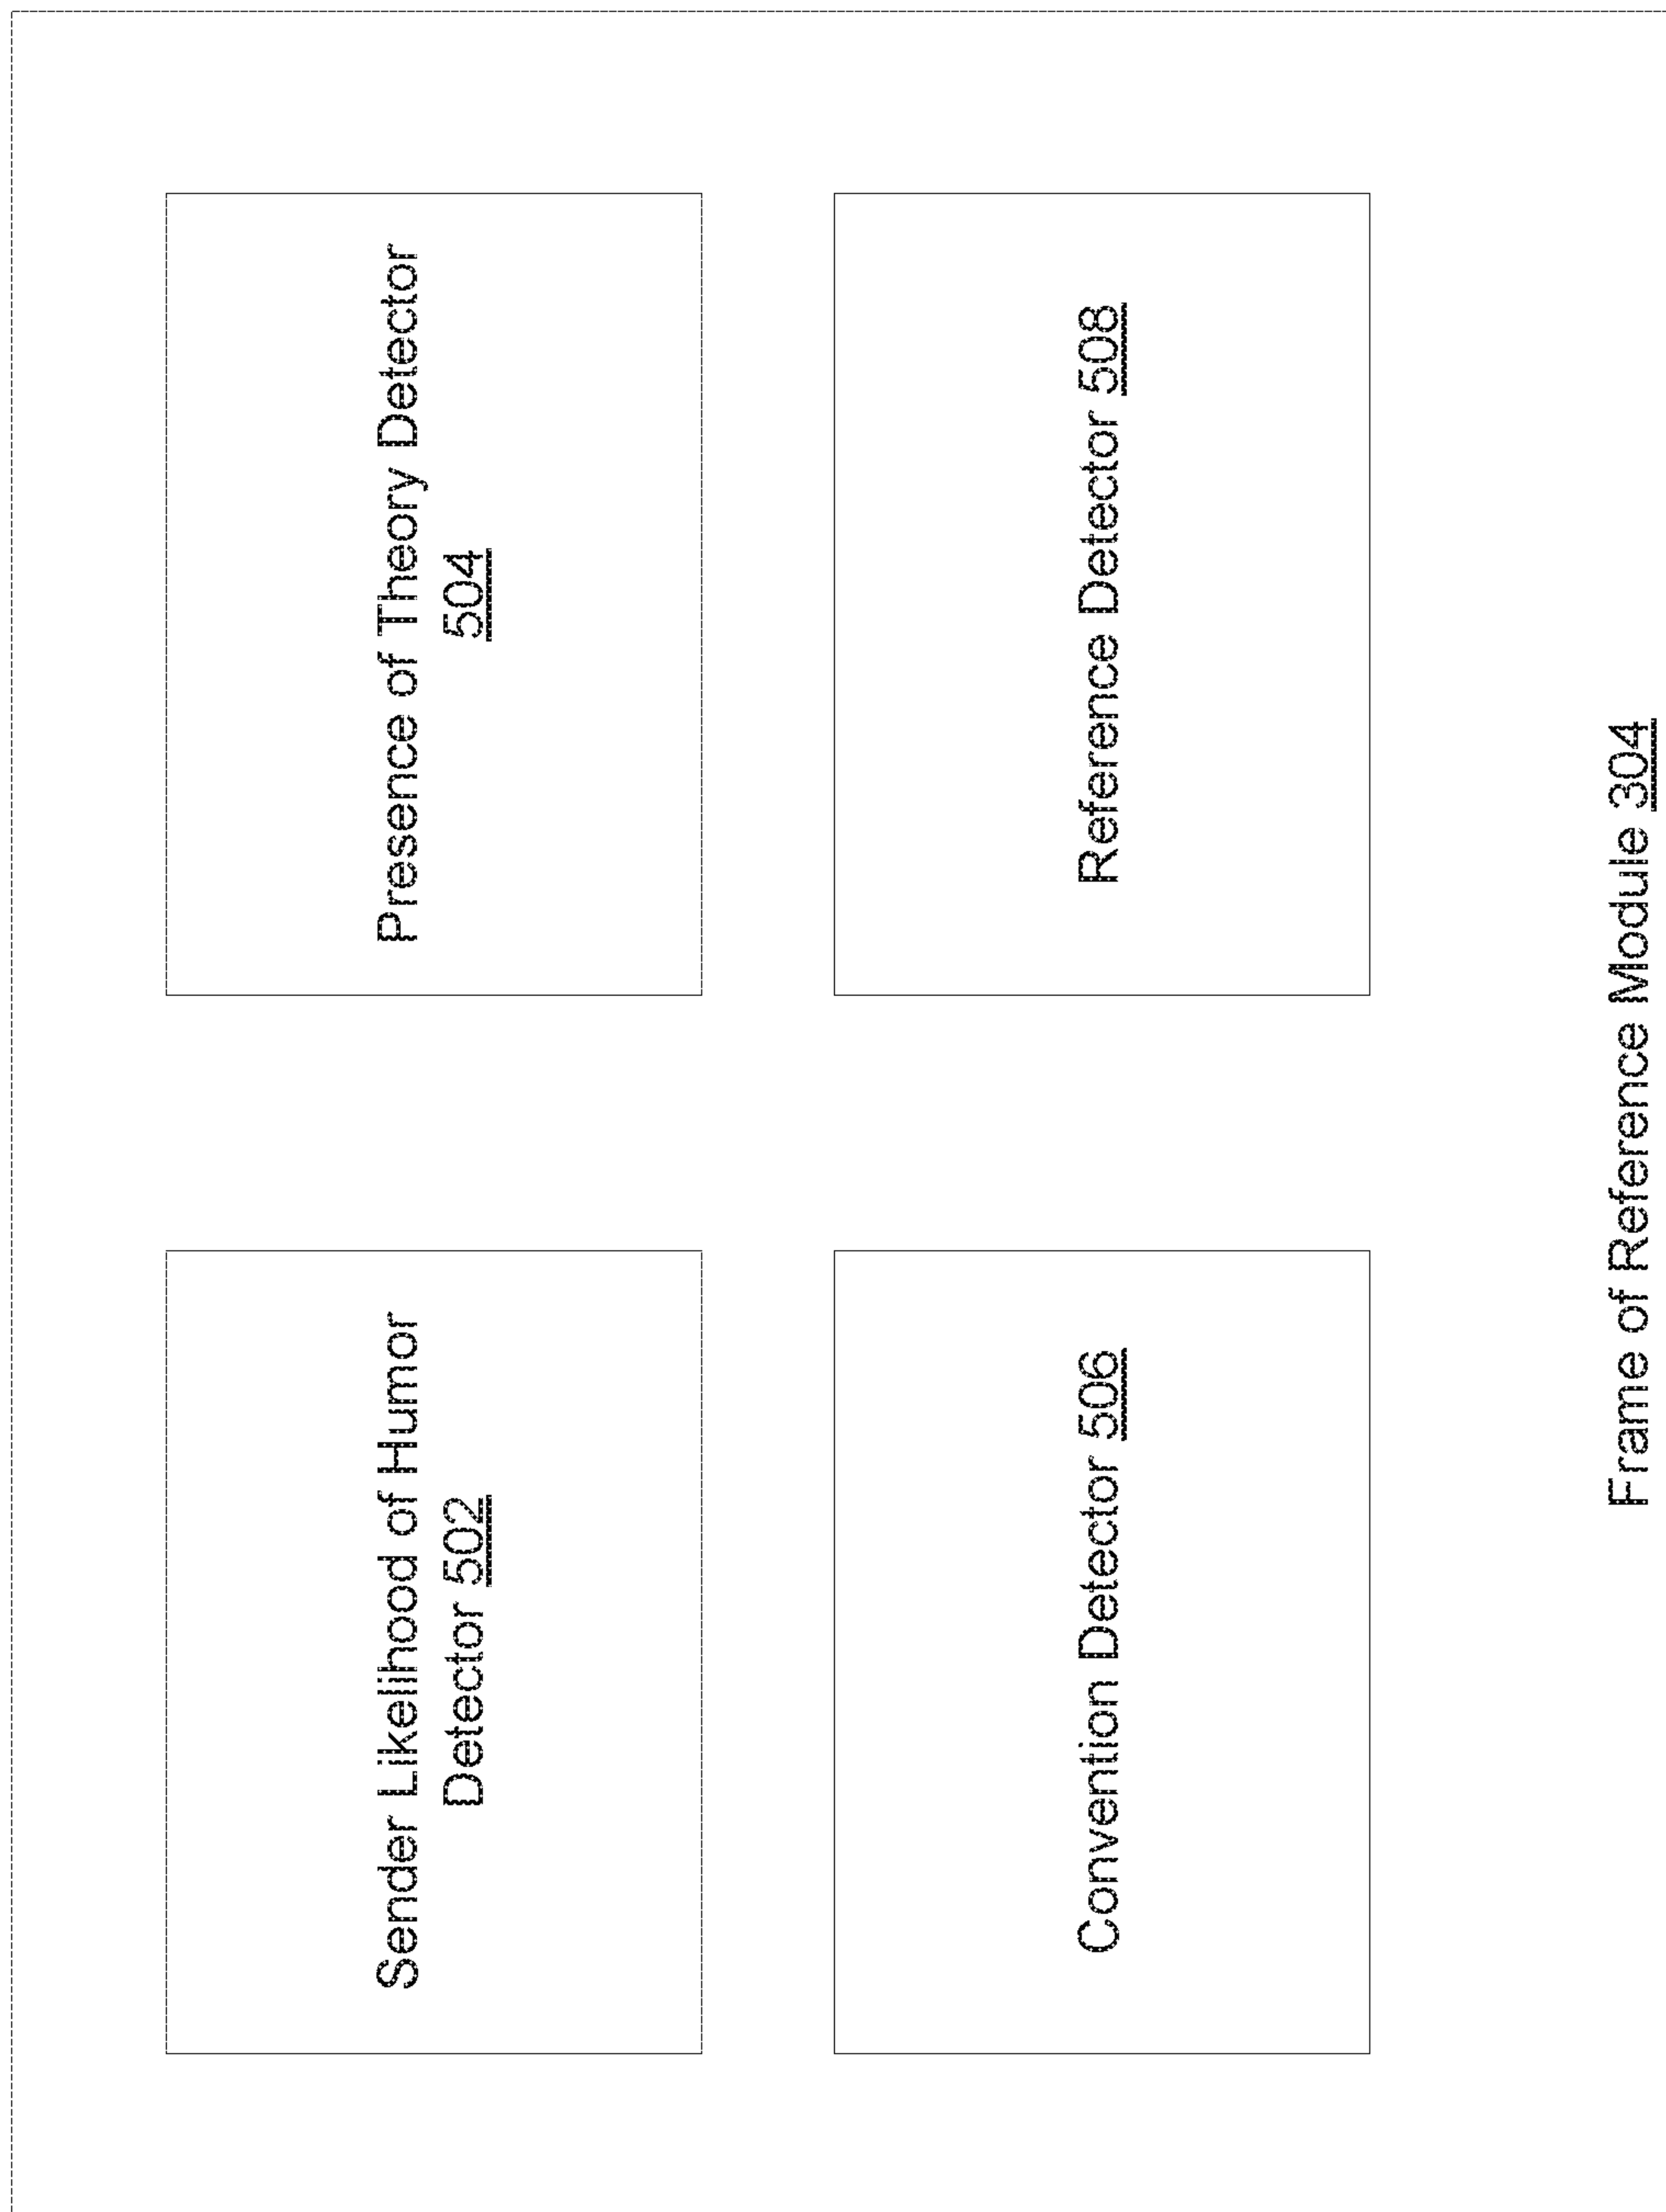 Sender Likelihood of Humor
Detector 502
Presence of Theory Detector
504
Convention Detector 506
Reference Detector 508
Frame of Reference Module 304